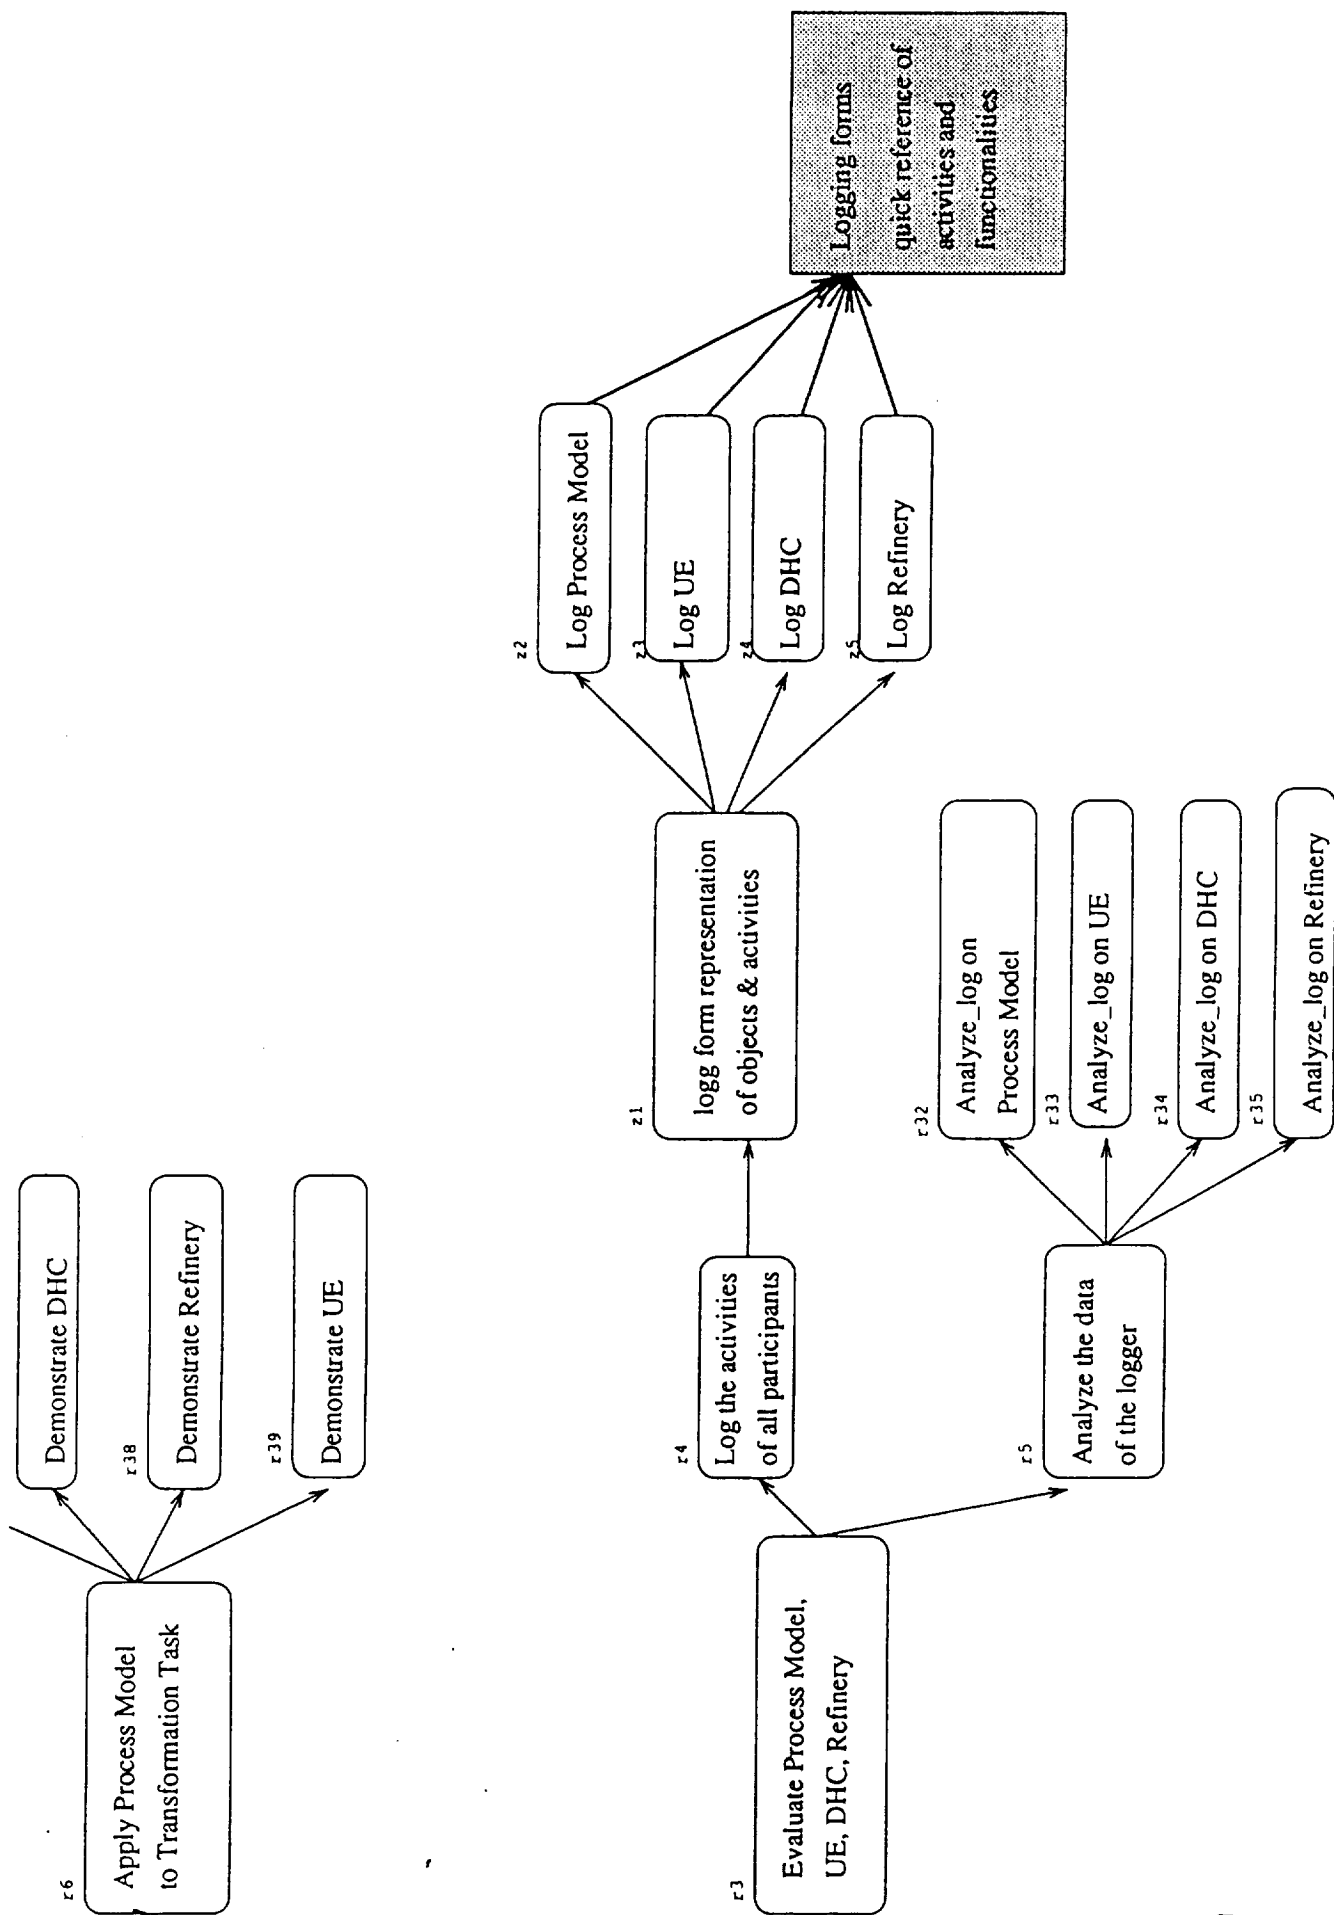 Demonstrate DHC
r38
Demonstrate Refinery
r39
Demonstrate UE
r6
Apply Process Model
to Transformation Task
z2
Log Process Model
z3
Log UE
z4
Log DHC
z5
Log Refinery
Logging forms
quick reference of
activities and
functionalities
z1
logg form representation
of objects & activities
r4
Log the activities
of all participants
r3
Evaluate Process Model,
UE, DHC, Refinery
r5
Analyze the data
of the logger
r32
Analyze_log on
Process Model
r33
Analyze_log on UE
r34
Analyze_log on DHC
r35
Analyze_log on Refinery